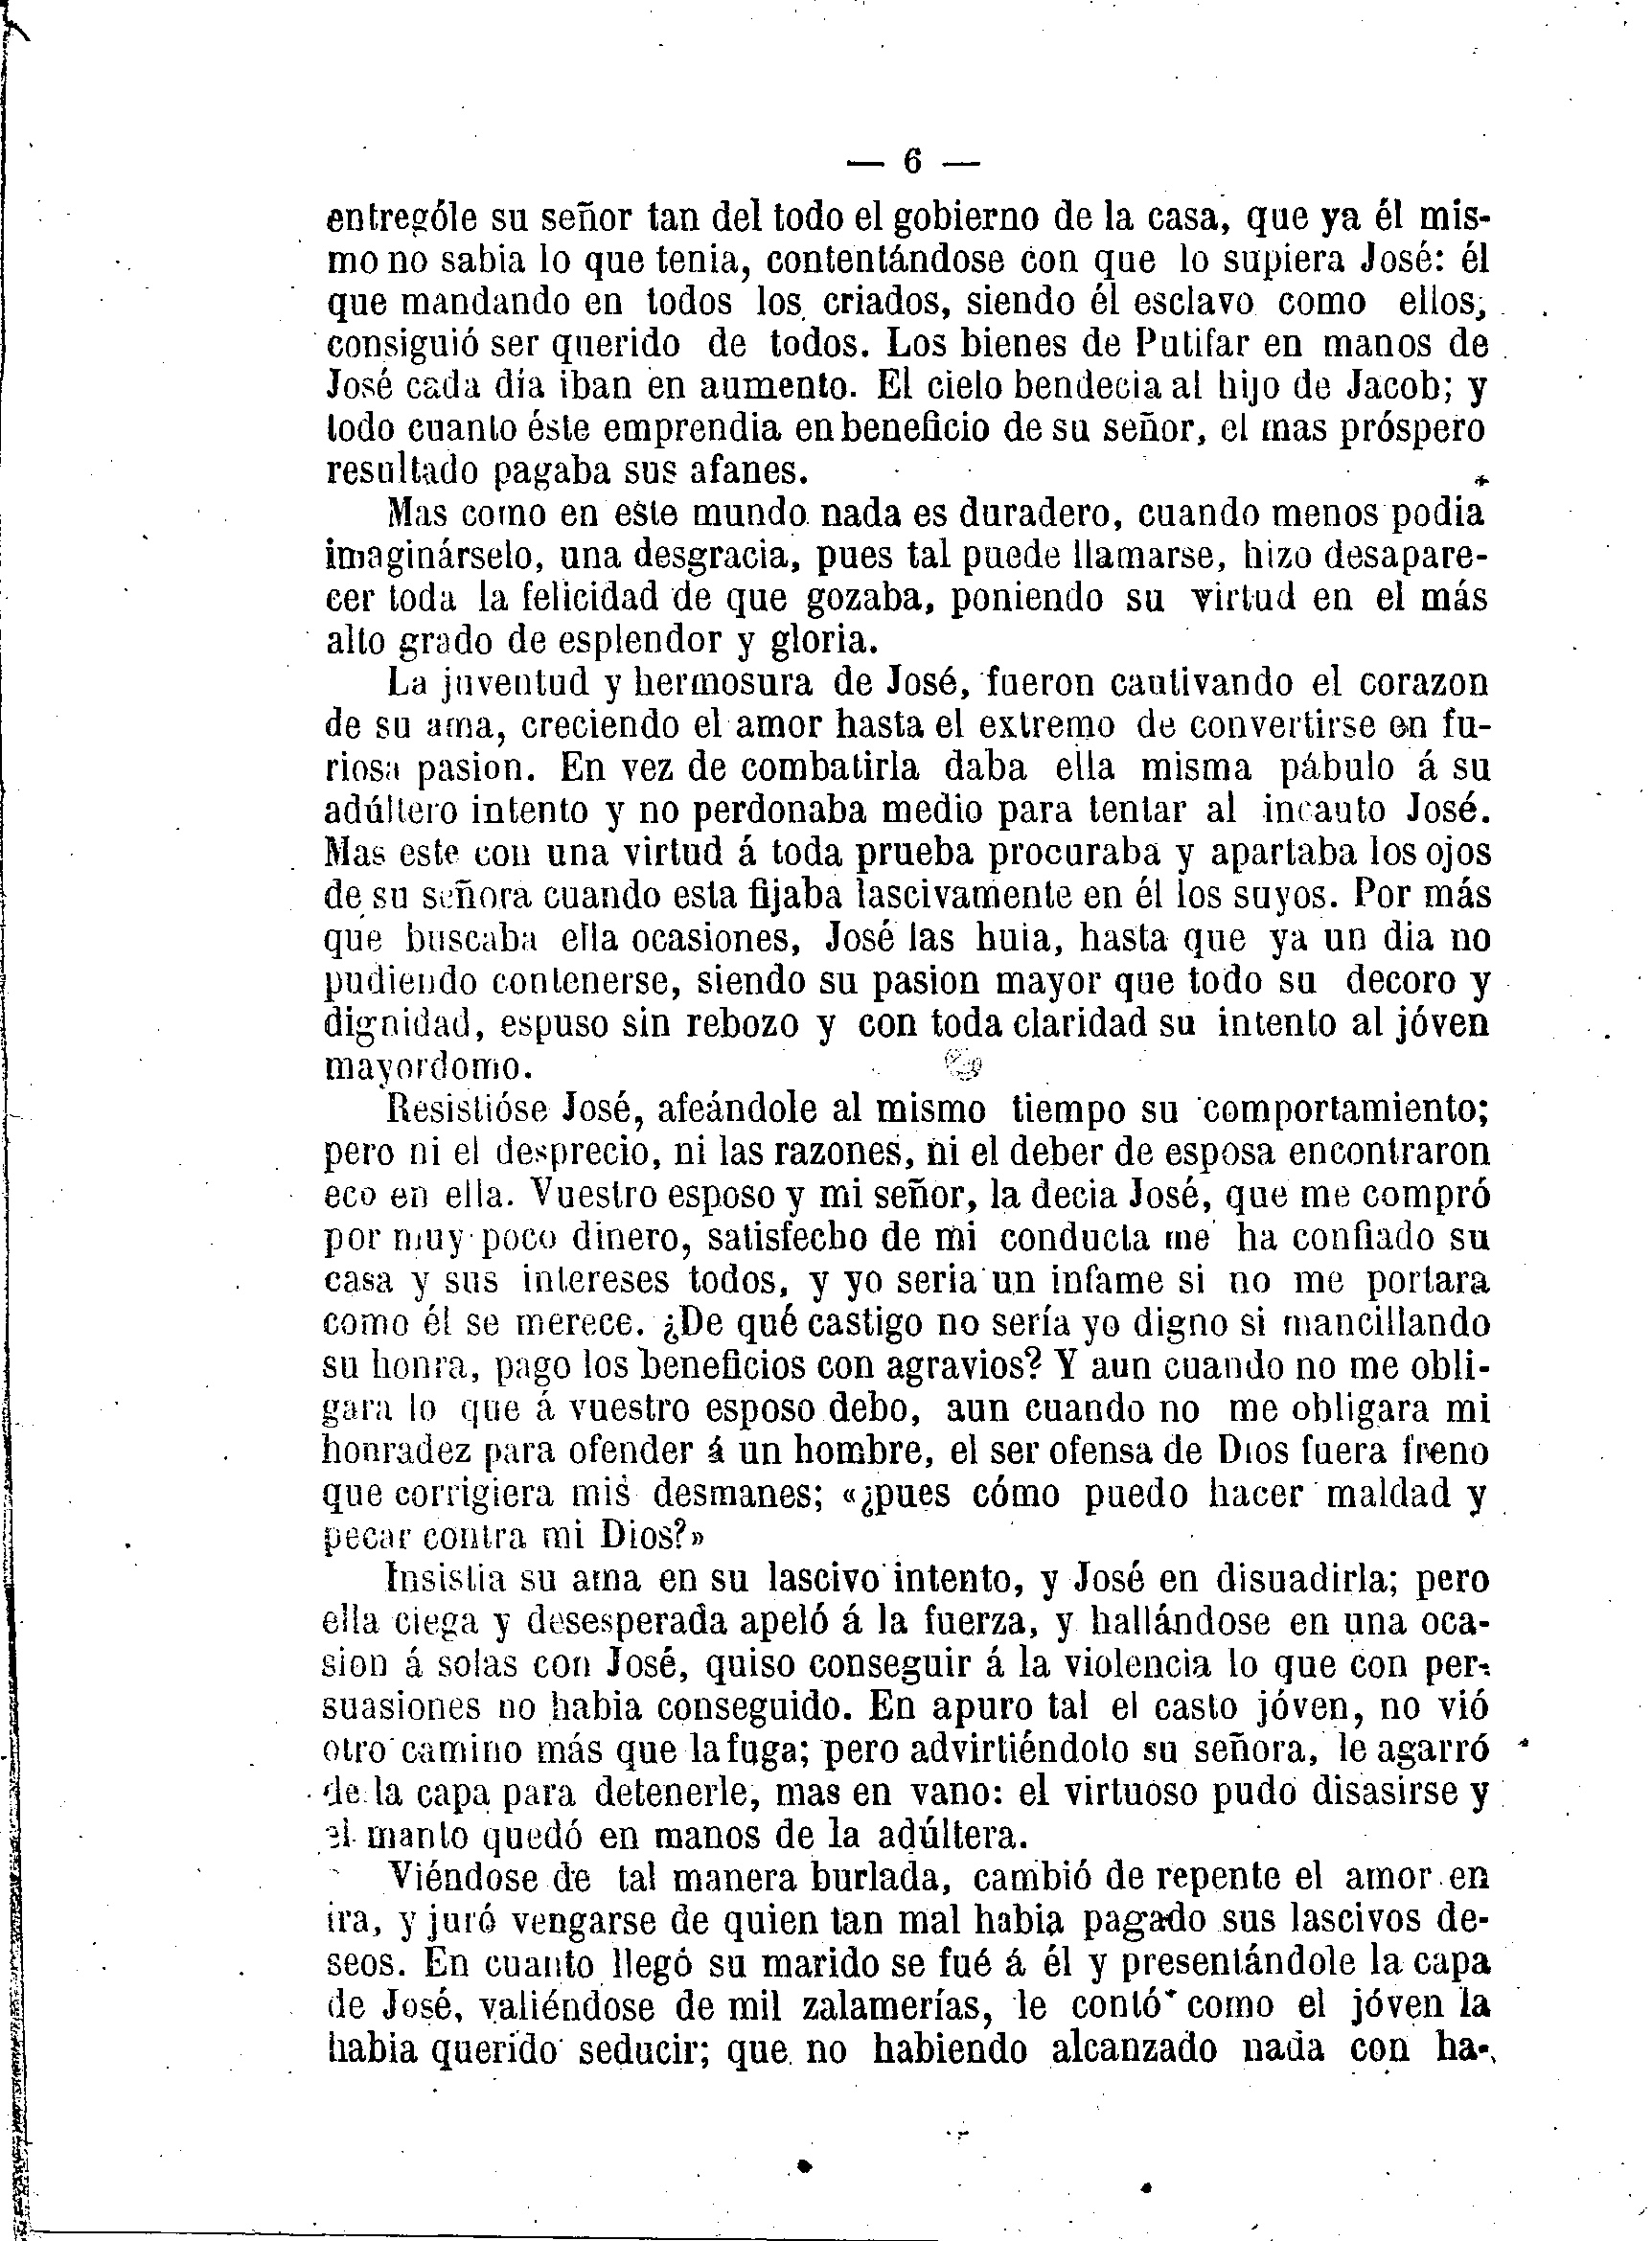 — 6 —
entrególe su señor tan del todo el gobierno de la casa, que ya él mis-
mo no sabia lo que tenia, contentándose con que lo supiera José: él
que mandando en todos los criados, siendo él esclavo como ellos,
consiguió ser querido de todos. Los bienes de Putifar en manos de
José cada día iban en aumento. El cielo bendecia al hijo de Jacob; y
todo cuanto éste emprendia en beneficio de su señor, el mas próspero
resultado pagaba sus afanes.
Mas como en este mundo nada es duradero, cuando menos podia
imaginárselo, una desgracia, pues tal puede llamarse, hizo desapare-
cer toda la felicidad de que gozaba, poniendo su virtud en el más
alto grado de esplendor y gloria.
La juventud y hermosura de José, fueron cautivando el corazon
de su ama, creciendo el amor hasta el extremo de convertirse en fu-
riosa pasion. En vez de combatirla daba ella misma pábulo á su
adúltero intento y no perdonaba medio para tentar al incauto José.
Mas este con una virtud á toda prueba procuraba y apartaba los ojos
de su señora cuando esta fijaba lascivamente en él los suyos. Por más
que buscaba ella ocasiones, José las huia, hasta que ya un dia no
pudiendo contenerse, siendo su pasion mayor que todo su decoro y
dignidad, espuso sin rebozo y con toda claridad su intento al jóven
mayordomo.
Resistióse José, afeándole al mismo tiempo su comportamiento;
pero ni el desprecio, ni las razones, ni el deber de esposa encontraron
eco en ella. Vuestro esposo y mi señor, la decia José, que me compró
por muy poco dinero, satisfecho de mi conducta me ha confiado su
casa y sus intereses todos, y yo seria un infame si no me portara
como él se merece. ¿De qué castigo no sería yo digno si mancillando
su honra, pago los beneficios con agravios? Y aun cuando no me obli-
gara lo que á vuestro esposo debo, aun cuando no me obligara mi
honradez para ofender á un hombre, el ser ofensa de Dios fuera freno
que corrigiera mis desmanes; «¿pues cómo puedo hacer maldad y
pecar contra mi Dios?»
Insistia su ama en su lascivo intento, y José en disuadirla; pero
ella ciega y desesperada apeló á la fuerza, y hallándose en una oca-
sion á solas con José, quiso conseguir á la violencia lo que con per-
suasiones no habia conseguido. En apuro tal el casto jóven, no vió
otro camino más que la fuga; pero advirtiéndolo su señora, le agarró
de la capa para detenerle, mas en vano: el virtuoso pudo disasirse y
el manto quedó en manos de la adúltera.
Viéndose de tal manera burlada, cambió de repente el amor en
ira, y juró vengarse de quien tan mal habia pagado sus lascivos de-
seos. En cuanto llegó su marido se fué á él y presentándole la capa
de José, valiéndose de mil zalamerías, le contó como el jóven la
habia querido seducir; que no habiendo alcanzado nada con ha-